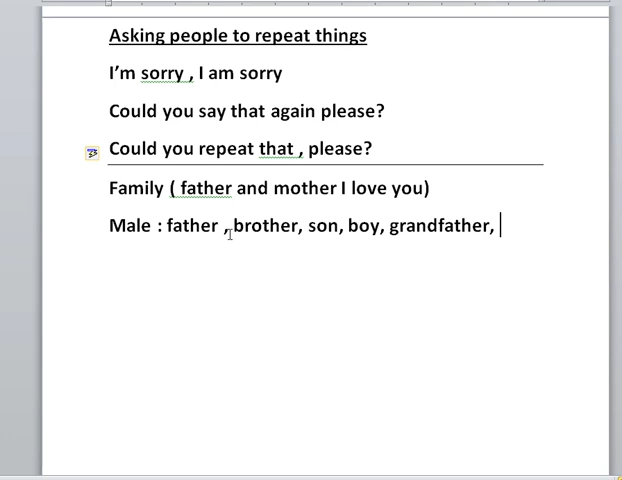 Asking people to repeat things
I'm sorry , I am sorry
Could you say that again please?
Could you repeat that , please?
Family ( father and mother I love you)
Male : father , brother, son, boy, grandfather,